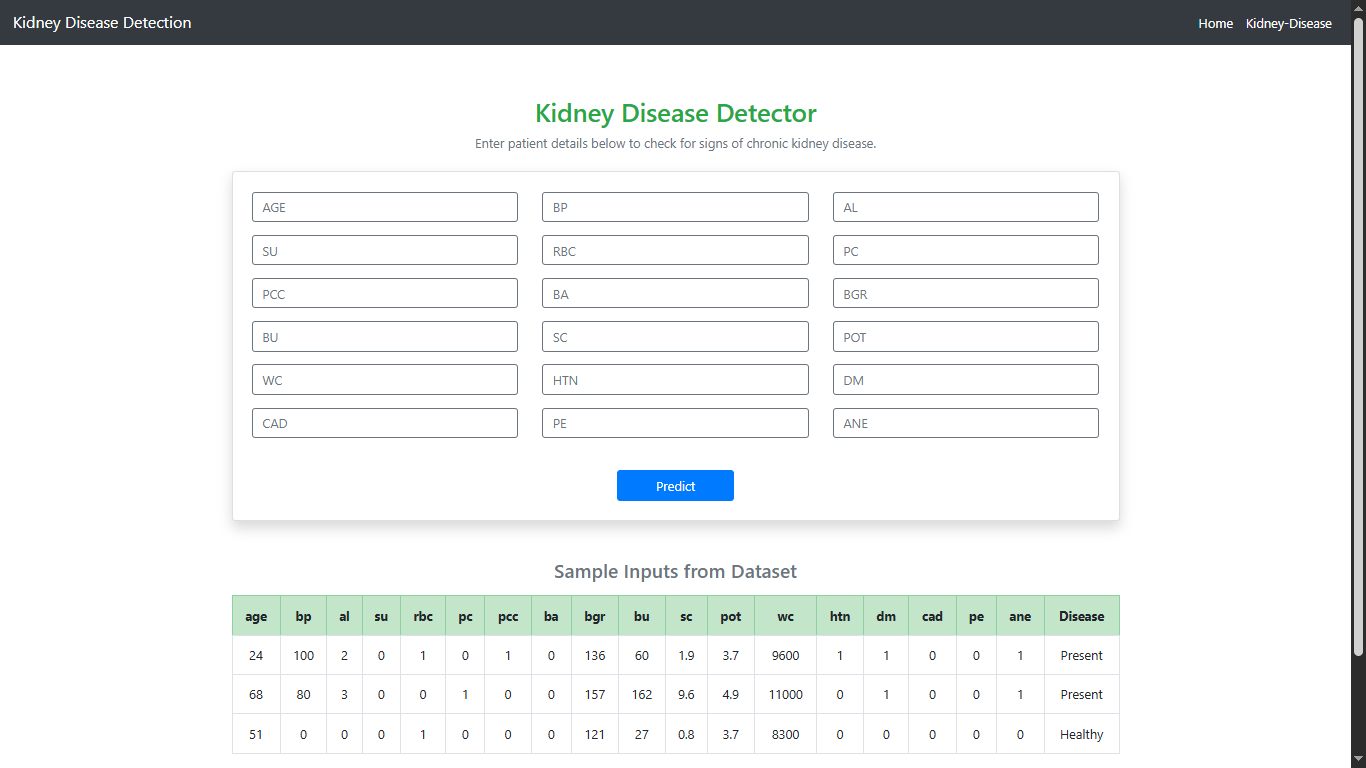 Kidney Disease Detection Home Kidney-Disease
Kidney Disease Detector
Enter patient details below to check for signs of chronic kidney disease.
AGE BP AL
SU RBC PC
PCC BA BGR
BU SC POT
WC HTN DM
CAD PE ANE
Predict
Sample Inputs from Dataset
age bp al su rbc pc pcc ba bgr bu sc pot wc htn dm cad pe ane Disease
24 100 2 0 1 0 1 0 136 60 1.9 3.7 9600 1 1 0 0 1 Present
68 80 3 0 0 1 0 0 157 162 9.6 4.9 11000 0 1 0 0 1 Present
51 0 0 0 1 0 0 0 121 27 0.8 3.7 8300 0 0 0 0 0 Healthy